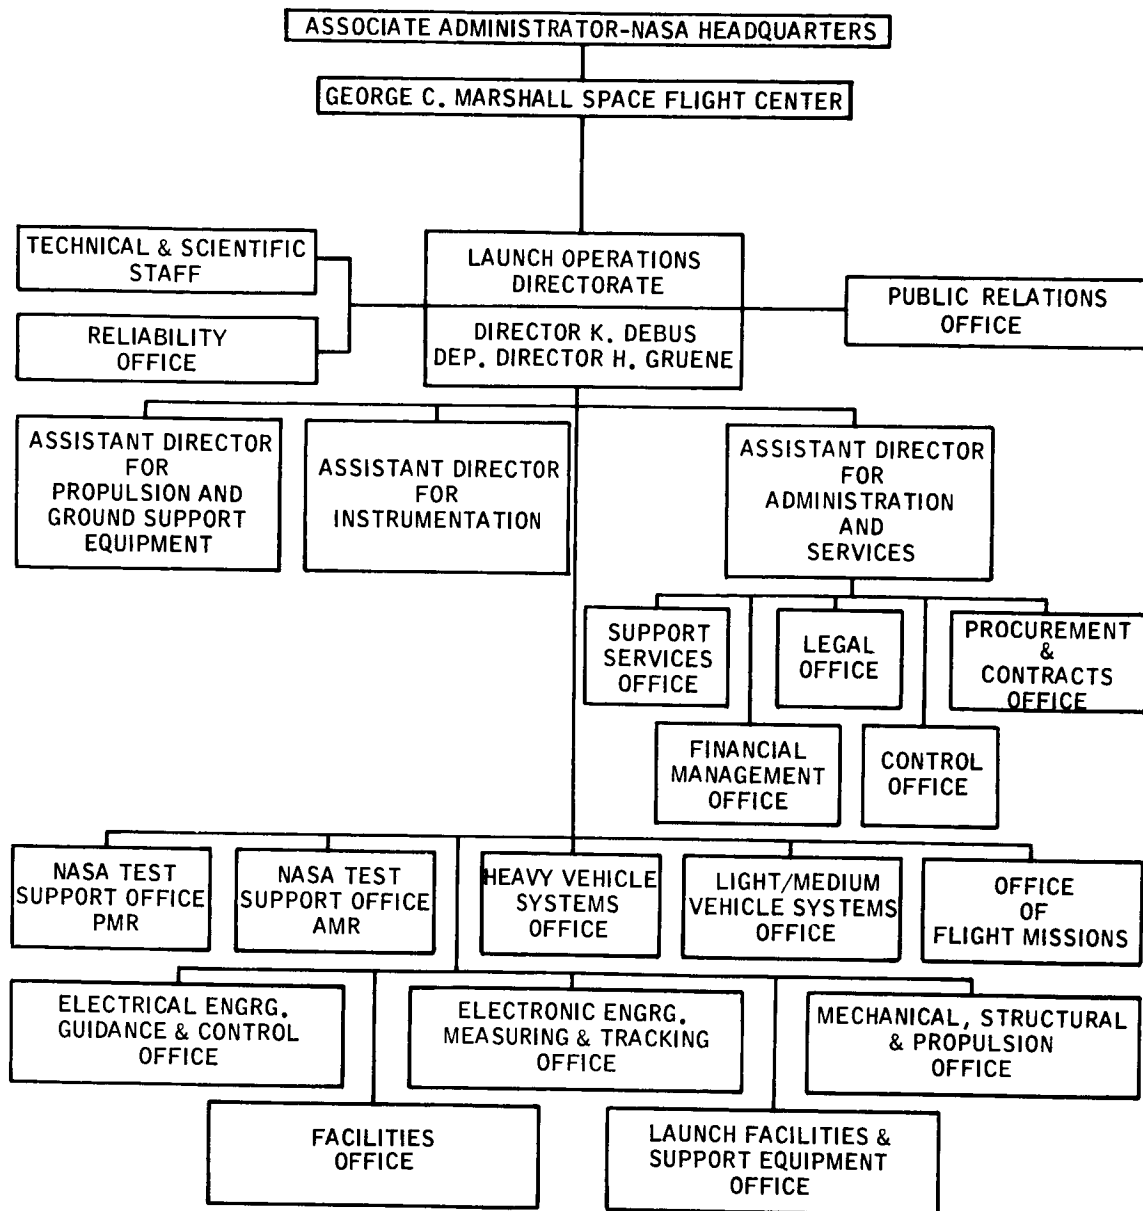 ASSOCIATE ADMINISTRATOR-NASA HEADQUARTERS
GEORGE C. MARSHALL SPACE FLIGHT CENTER
TECHNICAL & SCIENTIFIC
STAFF
RELIABILITY
OFFICE
LAUNCH OPERATIONS
DIRECTORATE
DIRECTOR K. DEBUS
DEP. DIRECTOR H. GRUENE
PUBLIC RELATIONS
OFFICE
ASSISTANT DIRECTOR
FOR
PROPULSION AND
GROUND SUPPORT
EQUIPMENT
ASSISTANT DIRECTOR
FOR
INSTRUMENTATION
ASSISTANT DIRECTOR
FOR
ADMINISTRATION
AND
SERVICES
SUPPORT
SERVICES
OFFICE
LEGAL
OFFICE
PROCUREMENT
&
CONTRACTS
OFFICE
FINANCIAL
MANAGEMENT
OFFICE
CONTROL
OFFICE
NASA TEST
SUPPORT OFFICE
PMR
NASA TEST
SUPPORT OFFICE
AMR
HEAVY VEHICLE
SYSTEMS
OFFICE
LIGHT/MEDIUM
VEHICLE SYSTEMS
OFFICE
OFFICE
OF
FLIGHT MISSIONS
ELECTRICAL ENGRG.
GUIDANCE & CONTROL
OFFICE
ELECTRONIC ENGRG.
MEASURING & TRACKING
OFFICE
MECHANICAL, STRUCTURAL
& PROPULSION
OFFICE
FACILITIES
OFFICE
LAUNCH FACILITIES &
SUPPORT EQUIPMENT
OFFICE